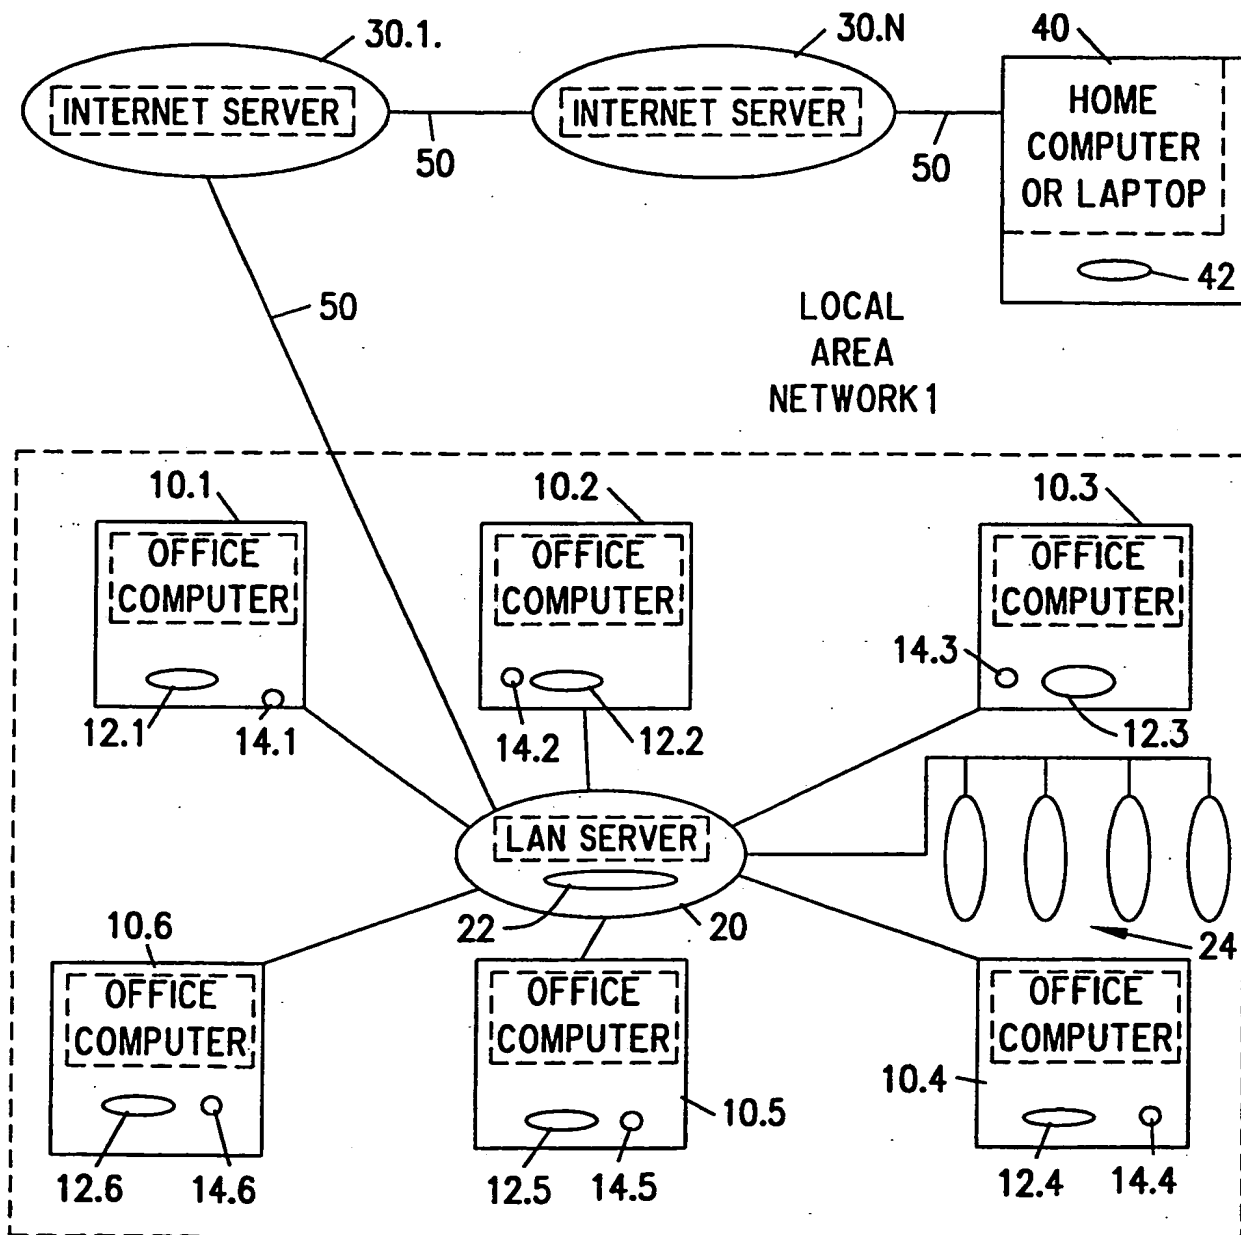 30.1.
30.N
40
INTERNET SERVER
INTERNET SERVER
HOME
COMPUTER
OR LAPTOP
50
50
42
50
LOCAL
AREA
NETWORK 1
10.1
10.2
10.3
OFFICE
COMPUTER
OFFICE
COMPUTER
OFFICE
COMPUTER
14.3
12.1
14.1
14.2
12.2
12.3
LAN SERVER
22
20
24
10.6
OFFICE
COMPUTER
OFFICE
COMPUTER
OFFICE
COMPUTER
10.4
10.5
12.6
14.6
12.5
14.5
12.4
14.4